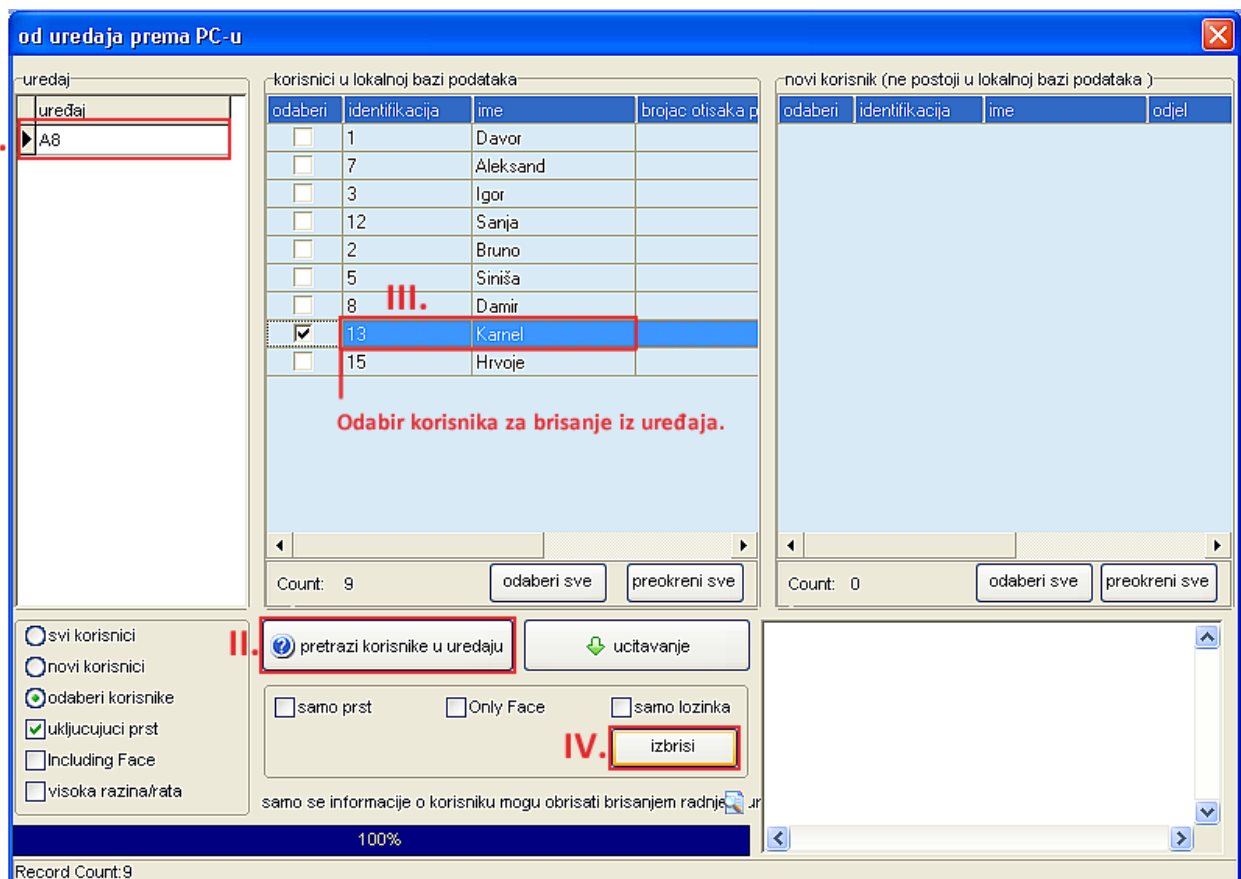 od uredaja prema PC-u
uredaj
uređaj
A8
korisnici u lokalnoj bazi podataka
odaberi identifikacija ime brojac otisaka p
1 Davor
7 Aleksand
3 Igor
12 Sanja
2 Bruno
5 Siniša
8 Damir
III.
13 Karnel
15 Hrvoje
Odabir korisnika za brisanje iz uređaja.
Count: 9 odaberi sve preokreni sve
novi korisnik (ne postoji u lokalnoj bazi podataka )
odaberi identifikacija ime odjel
Count: 0 odaberi sve preokreni sve
svi korisnici
novi korisnici
odaberi korisnike
ukljucujuci prst
Including Face
visoka razina/rata
II. pretrazi korisnike u uredaju ucitavanje
samo prst Only Face samo lozinka
IV. izbrisi
samo se informacije o korisniku mogu obrisati brisanjem radnje ur
100%
Record Count:9